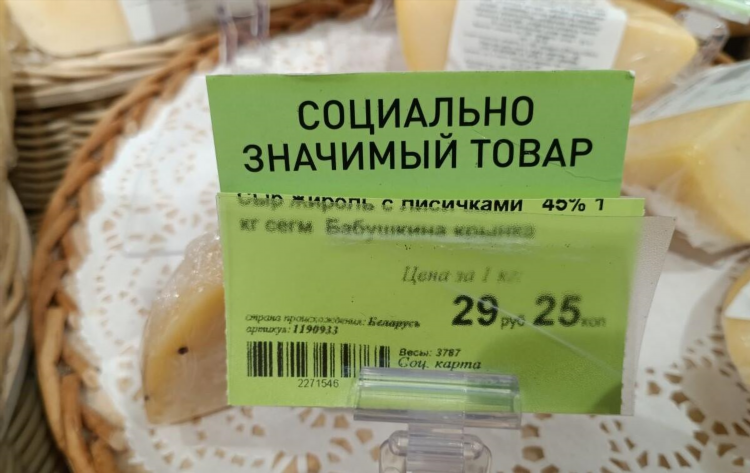 СОЦИАЛЬНО
ЗНАЧИМЫЙ ТОВАР
Сыр жироль с лисичками 45% 1
кг сегм Бабушкина крынка
Цена за 1 кг:
29 руб 25 коп
страна происхождения: Беларусь
артикул: 1190933
Весы: 3787
Соц. карта
2271546